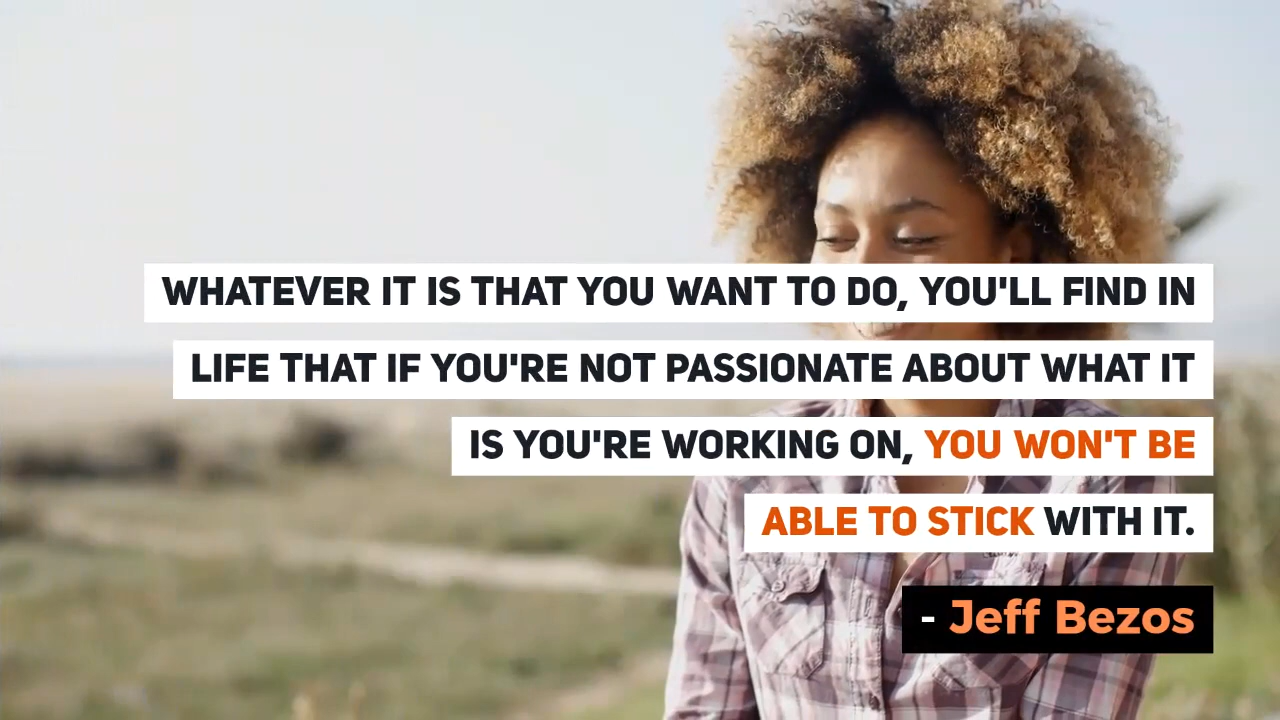 WHATEVER IT IS THAT YOU WANT TO DO, YOU'LL FIND IN
LIFE THAT IF YOU'RE NOT PASSIONATE ABOUT WHAT IT
IS YOU'RE WORKING ON, YOU WON'T BE
ABLE TO STICK WITH IT.
- Jeff Bezos